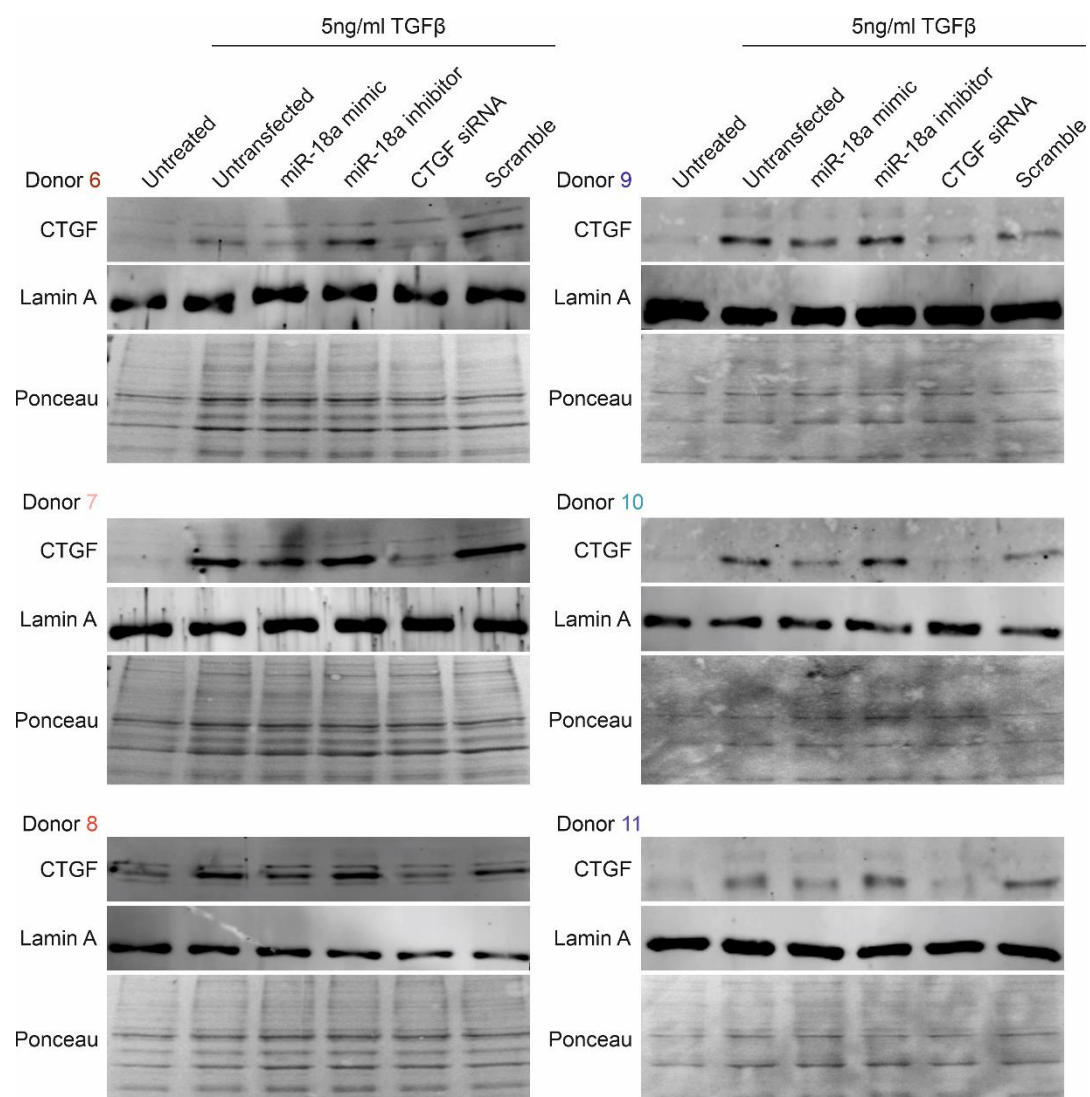 5ng/ml TGFβ
Untreated
Untransfected
miR-18a mimic
miR-18a inhibitor
CTGF siRNA
Scramble
Donor 6
CTGF
Lamin A
Ponceau
Donor 7
CTGF
Lamin A
Ponceau
Donor 8
CTGF
Lamin A
Ponceau
5ng/ml TGFβ
Untreated
Untransfected
miR-18a mimic
miR-18a inhibitor
CTGF siRNA
Scramble
Donor 9
CTGF
Lamin A
Ponceau
Donor 10
CTGF
Lamin A
Ponceau
Donor 11
CTGF
Lamin A
Ponceau